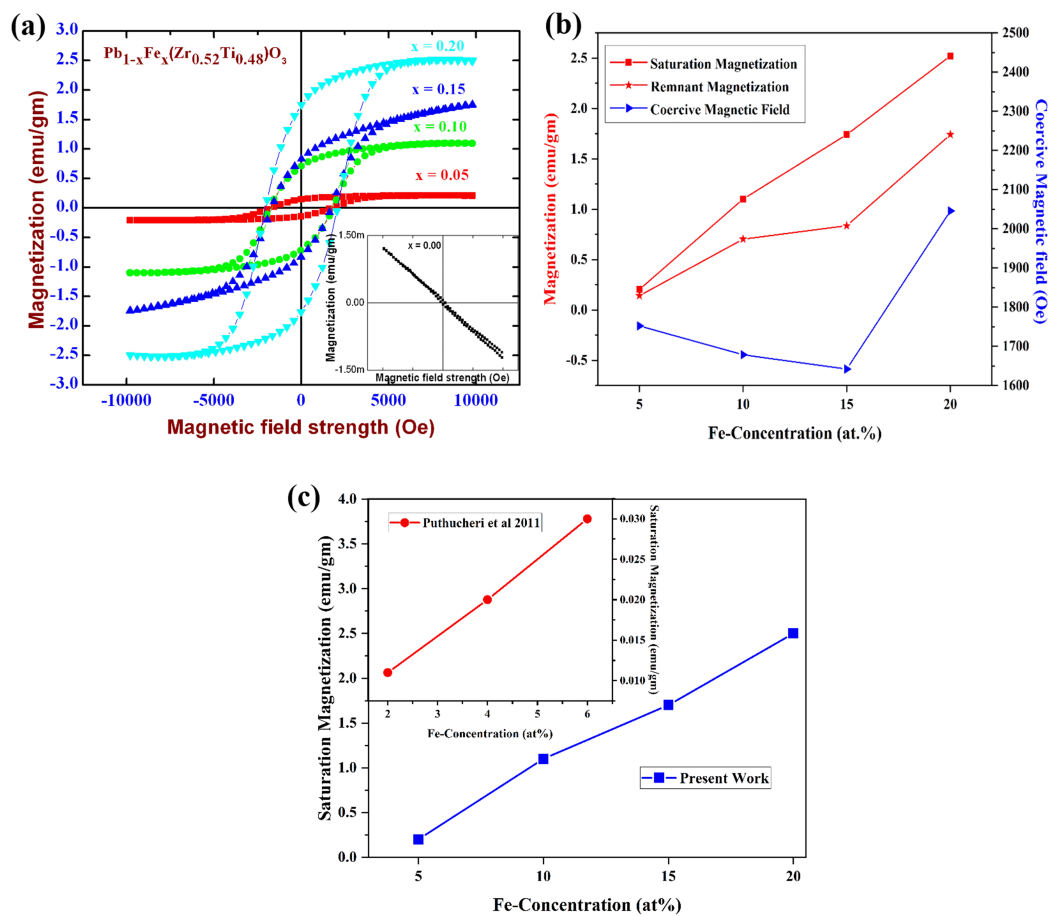 (a)
Pb1-xFex(Zr0.52Ti0.48)O3
x = 0.20
x = 0.15
x = 0.10
x = 0.05
3.0
2.5
2.0
1.5
1.0
0.5
0.0
-0.5
-1.0
-1.5
-2.0
-2.5
-3.0
Magnetization (emu/gm)
-10000 -5000 0 5000 10000
Magnetic field strength (Oe)
x = 0.00
1.50m
0.00
-1.50m
Magnetization (emu/gm)
Magnetic field strength (Oe)
(b)
Saturation Magnetization
Remnant Magnetization
Coercive Magnetic Field
2.5
2.0
1.5
1.0
0.5
0.0
-0.5
Magnetization (emu/gm)
2500
2400
2300
2200
2100
2000
1900
1800
1700
1600
Coercive Magnetic field
(Oe)
5 10 15 20
Fe-Concentration (at.%)
(c)
4.0
3.5
3.0
2.5
2.0
1.5
1.0
0.5
0.0
Saturation Magnetization (emu/gm)
Puthucheri et al 2011
0.030
0.025
0.020
0.015
0.010
Saturation Magnetization
(emu/gm)
2 3 4 5 6
Fe-Concentration (at%)
Present Work
5 10 15 20
Fe-Concentration (at%)